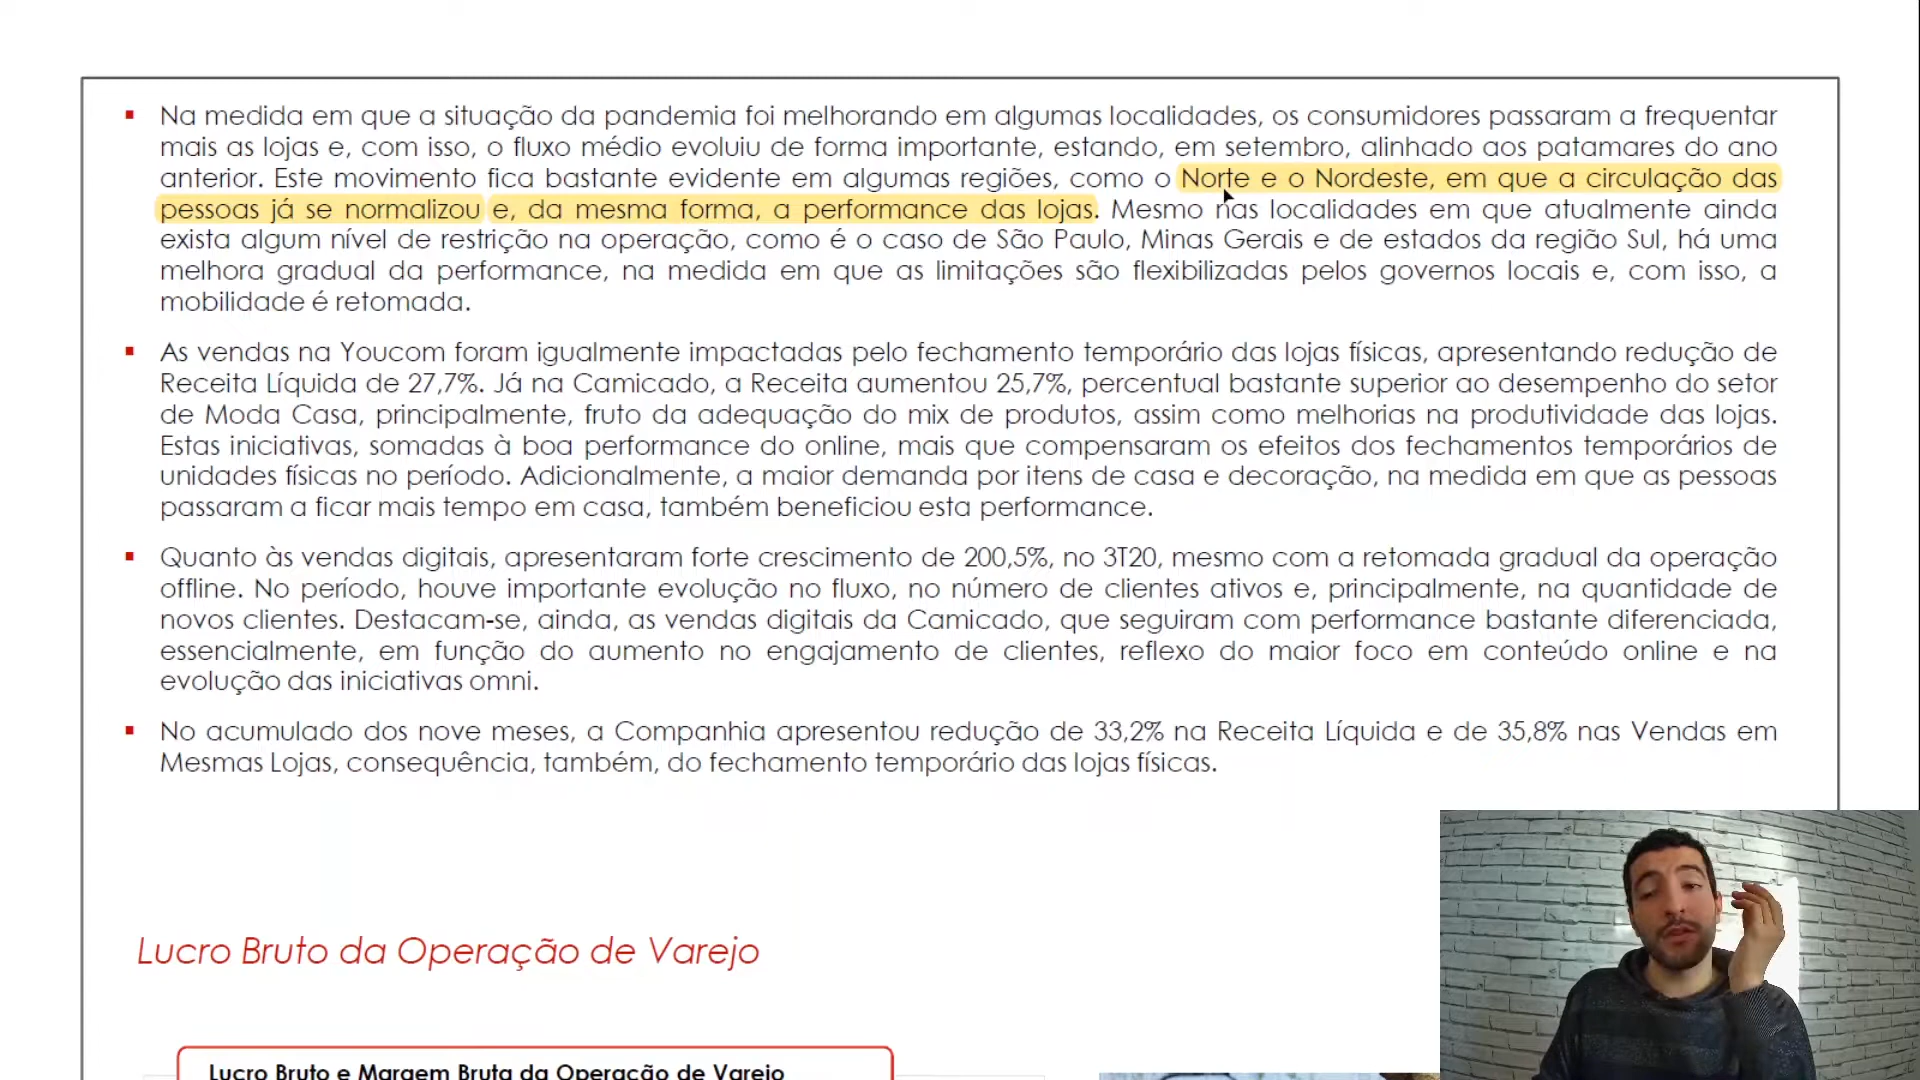 Na medida em que a situação da pandemia foi melhorando em algumas localidades, os consumidores passaram a frequentar
mais as lojas e, com isso, o fluxo médio evoluiu de forma importante, estando, em setembro, alinhado aos patamares do ano
anterior. Este movimento fica bastante evidente em algumas regiões, como o Norte e o Nordeste, em que a circulação das
pessoas já se normalizou e, da mesma forma, a performance das lojas. Mesmo nas localidades em que atualmente ainda
exista algum nível de restrição na operação, como é o caso de São Paulo, Minas Gerais e de estados da região Sul, há uma
melhora gradual da performance, na medida em que as limitações são flexibilizadas pelos governos locais e, com isso, a
mobilidade é retomada.
As vendas na Youcom foram igualmente impactadas pelo fechamento temporário das lojas físicas, apresentando redução de
Receita Líquida de 27,7%. Já na Camicado, a Receita aumentou 25,7%, percentual bastante superior ao desempenho do setor
de Moda Casa, principalmente, fruto da adequação do mix de produtos, assim como melhorias na produtividade das lojas.
Estas iniciativas, somadas à boa performance do online, mais que compensaram os efeitos dos fechamentos temporários de
unidades físicas no período. Adicionalmente, a maior demanda por itens de casa e decoração, na medida em que as pessoas
passaram a ficar mais tempo em casa, também beneficiou esta performance.
Quanto às vendas digitais, apresentaram forte crescimento de 200,5%, no 3T20, mesmo com a retomada gradual da operação
offline. No período, houve importante evolução no fluxo, no número de clientes ativos e, principalmente, na quantidade de
novos clientes. Destacam-se, ainda, as vendas digitais da Camicado, que seguiram com performance bastante diferenciada,
essencialmente, em função do aumento no engajamento de clientes, reflexo do maior foco em conteúdo online e na
evolução das iniciativas omni.
No acumulado dos nove meses, a Companhia apresentou redução de 33,2% na Receita Líquida e de 35,8% nas Vendas em
Mesmas Lojas, consequência, também, do fechamento temporário das lojas físicas.
Lucro Bruto da Operação de Varejo
Lucro Bruto e Margem Bruta da Operação de Varejo